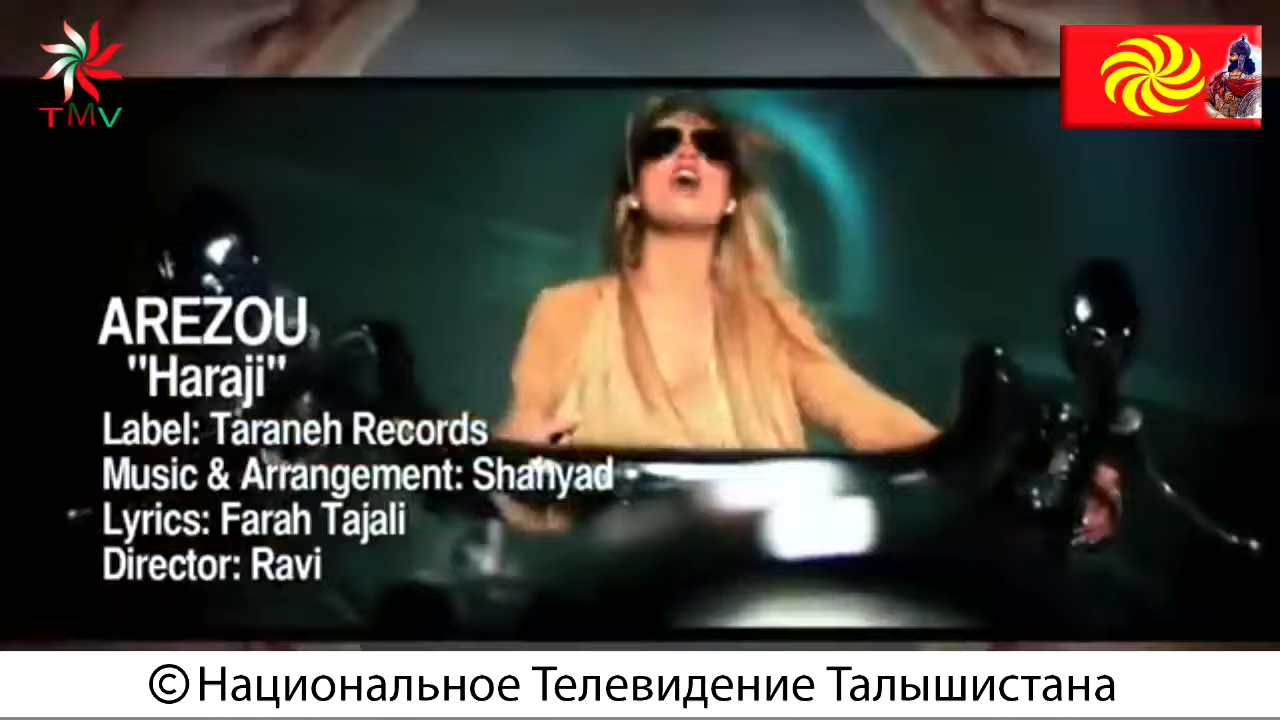 TMV
AREZOU
"Haraji"
Label: Taraneh Records
Music & Arrangement: Shahyad
Lyrics: Farah Tajali
Director: Ravi
©Национальное Телевидение Талышистана